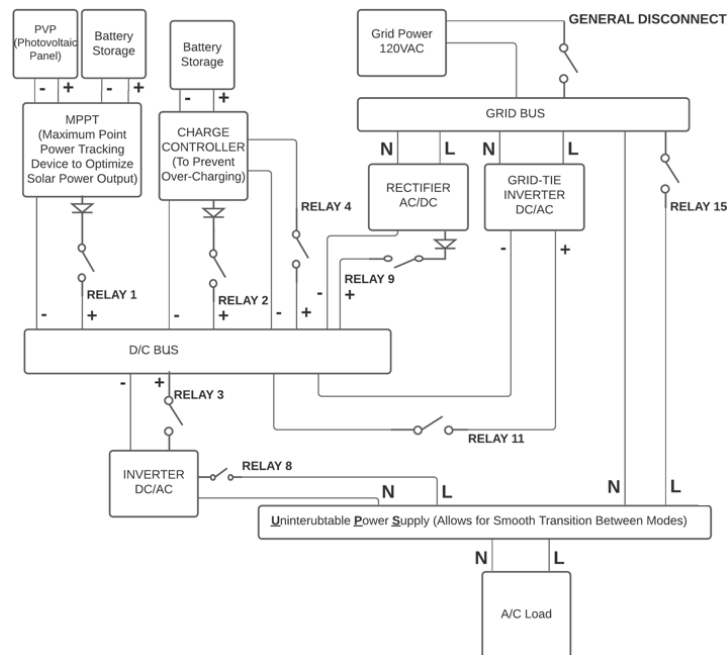 PVP
(Photovoltaic
Panel)
Battery
Storage
Battery
Storage
Grid Power
120VAC
GENERAL DISCONNECT
- +
- +
- +
GRID BUS
MPPT
(Maximum Point
Power Tracking
Device to Optimize
Solar Power Output)
CHARGE
CONTROLLER
(To Prevent
Over-Charging)
N L
N L
RECTIFIER
AC/DC
GRID-TIE
INVERTER
DC/AC
RELAY 4
RELAY 15
- +
RELAY 9
RELAY 1
RELAY 2
- +
- +
- +
- +
D/C BUS
- +
RELAY 3
RELAY 11
INVERTER
DC/AC
RELAY 8
N L
N L
Uninterubtable Power Supply (Allows for Smooth Transition Between Modes)
N L
A/C Load